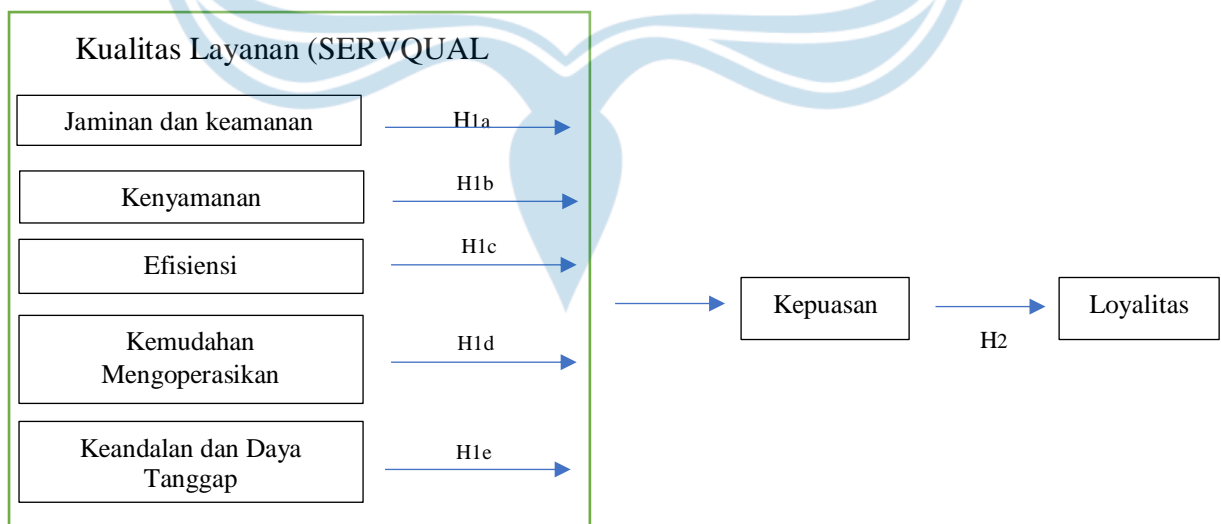 Kualitas Layanan (SERVQUAL
Jaminan dan keamanan
H1a
Kenyamanan
H1b
Efisiensi
H1c
Kemudahan
Mengoperasikan
H1d
Keandalan dan Daya
Tanggap
H1e
Kepuasan
H2
Loyalitas